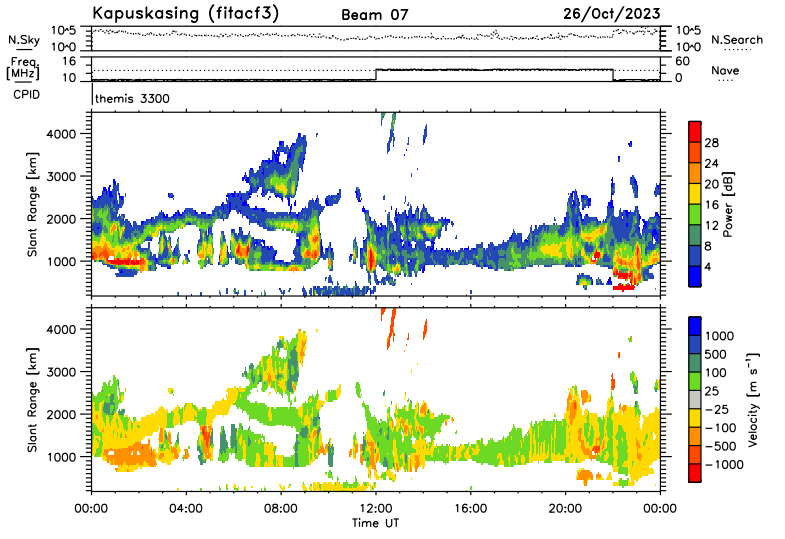 Kapuskasing (fitacf3) Beam 07 26/Oct/2023
N.Sky 10^5 10^5 N.Search
10^0 10^0
Freq. 16 60 Nave
[MHz] 10 0
CPID themis 3300
4000
3000
2000
1000
Slant Range [km]
28
24
20
16
12
8
4
Power [dB]
4000
3000
2000
1000
Slant Range [km]
1000
500
100
25
−25
−100
−500
−1000
Velocity [m s⁻¹]
00:00 04:00 08:00 12:00 16:00 20:00 00:00
Time UT